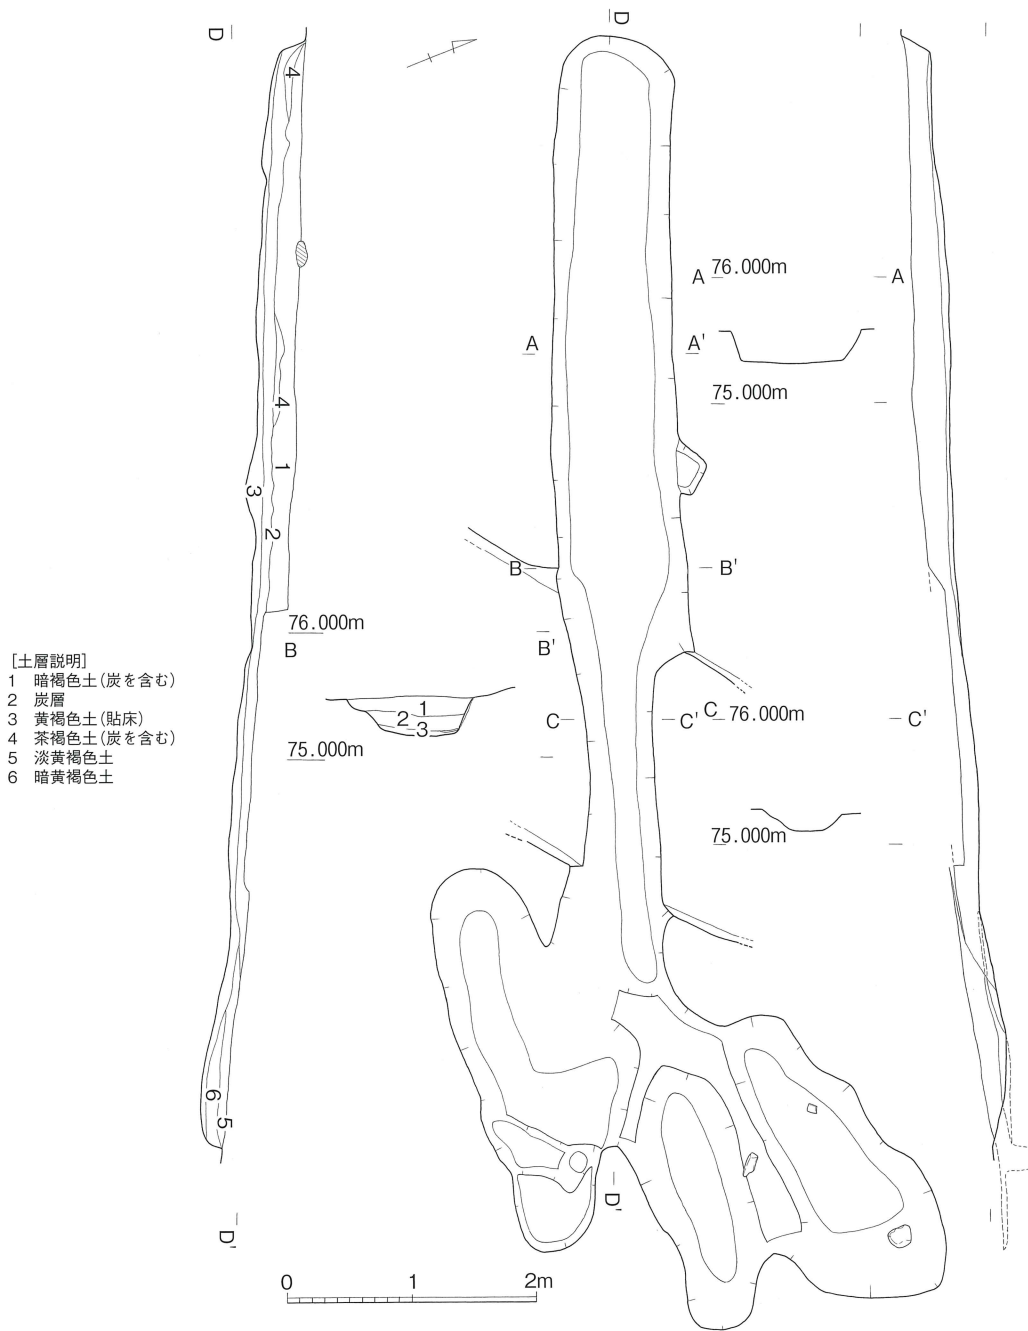 D
D
4
A 76.000m
A
A
A'
75.000m
4
1
3
2
B
B'
76.000m
B
B'
[土層説明]
1 暗褐色土(炭を含む)
2 炭層
3 黄褐色土(貼床)
4 茶褐色土(炭を含む)
5 淡黄褐色土
6 暗黄褐色土
1
2
3
75.000m
C
C'
C 76.000m
C'
75.000m
6
5
D'
D'
0 1 2m